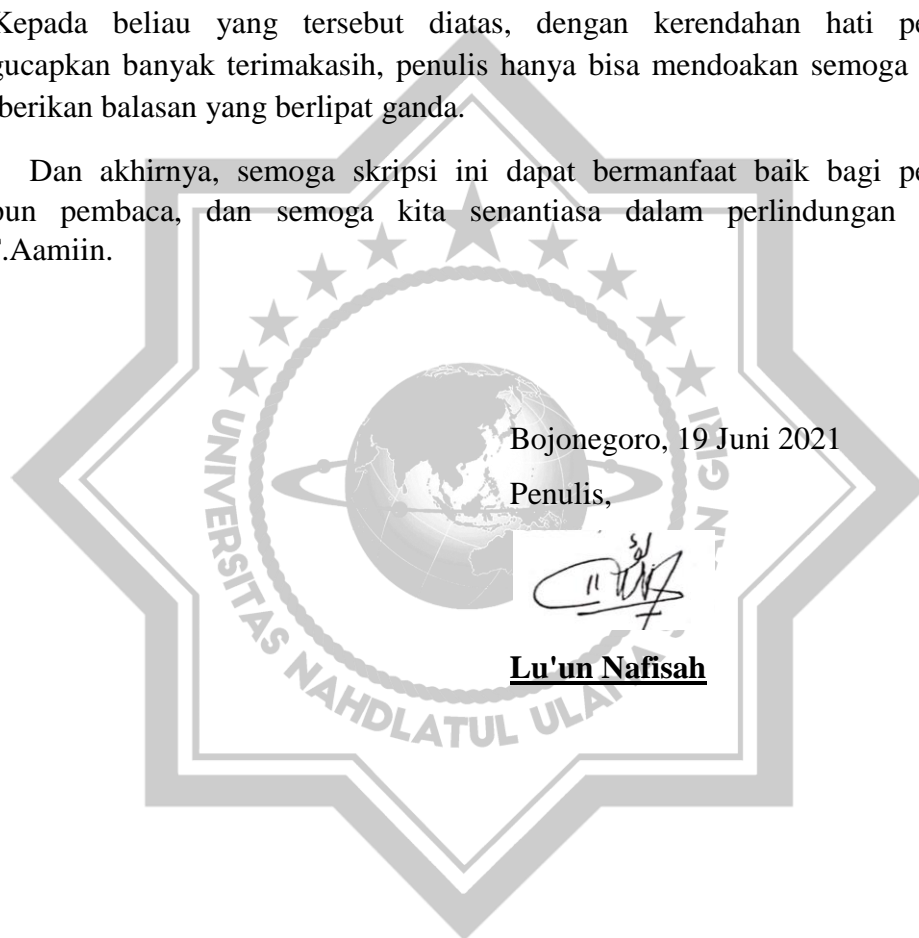 Kepada beliau yang tersebut diatas, dengan kerendahan hati pe
gucapkan banyak terimakasih, penulis hanya bisa mendoakan semoga
berikan balasan yang berlipat ganda.
Dan akhirnya, semoga skripsi ini dapat bermanfaat baik bagi pe
pun pembaca, dan semoga kita senantiasa dalam perlindungan
.Aamiin.
Bojonegoro, 19 Juni 2021
Penulis,
Lu'un Nafisah
UNIVERSITAS NAHDLATUL ULAMA GIRI